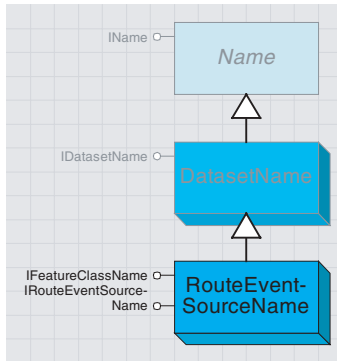 IName
Name
IDatasetName
DatasetName
IFeatureClassName
IRouteEventSource-
Name
RouteEvent-
SourceName